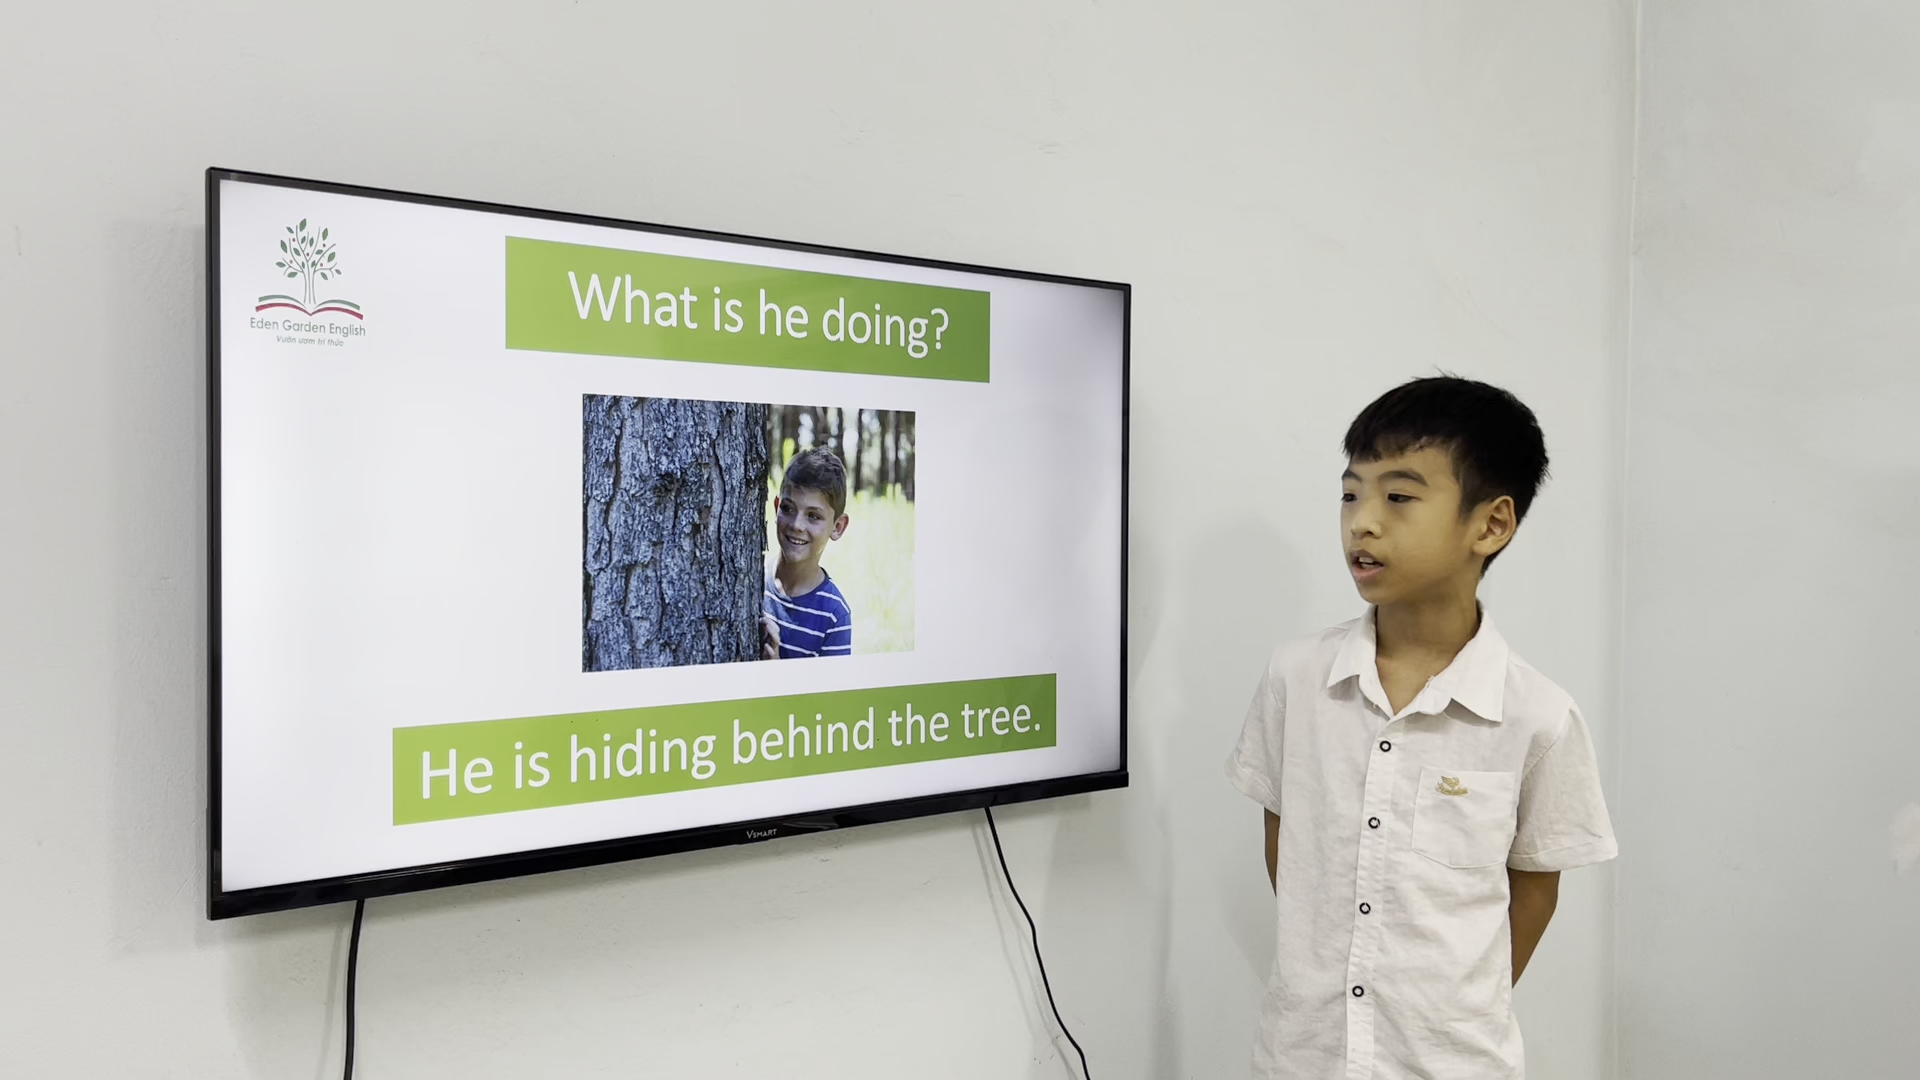 Eden Garden English
Vườn ươm tri thức
What is he doing?
He is hiding behind the tree.
VSMART